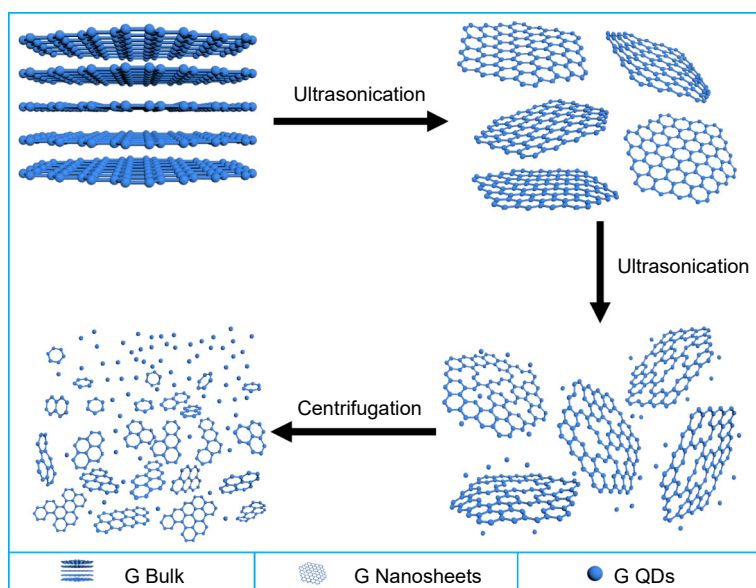 Ultrasonication
Ultrasonication
Centrifugation
G Bulk
G Nanosheets
G QDs